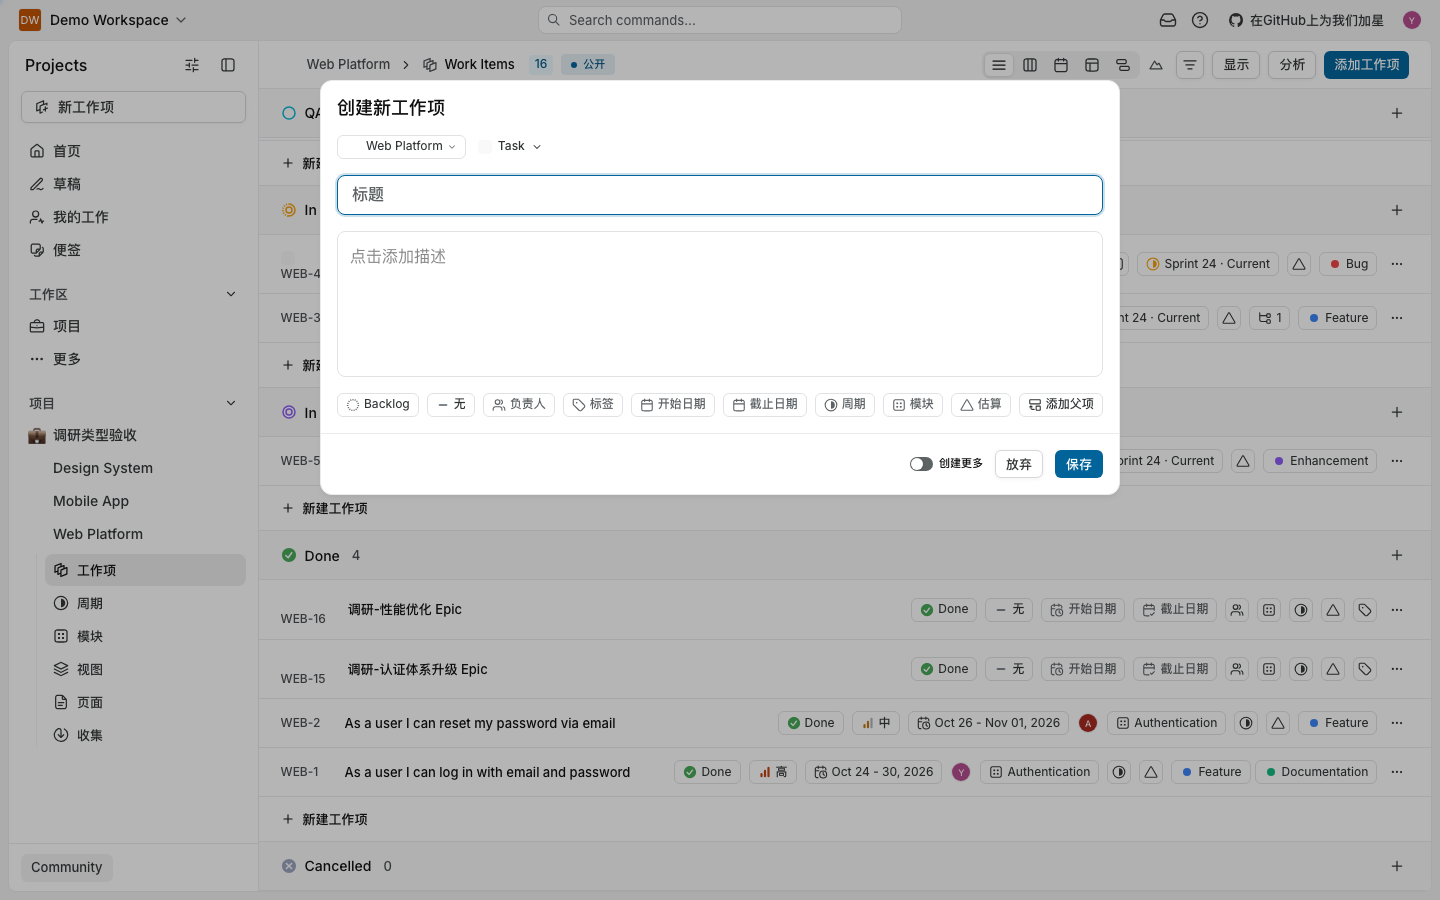 DW Demo Workspace
Search commands...
在GitHub上为我们加星
Y
Projects
新工作项
首页
草稿
我的工作
便签
工作区
项目
更多
项目
调研类型验收
Design System
Mobile App
Web Platform
工作项
周期
模块
视图
页面
收集
Community
Web Platform
Work Items
16
公开
显示
分析
添加工作项
创建新工作项
Web Platform
Task
标题
点击添加描述
Backlog
无
负责人
标签
开始日期
截止日期
周期
模块
估算
添加父项
创建更多
放弃
保存
In
WEB-4
Sprint 24 · Current
Bug
WEB-3
24 · Current
1
Feature
In
WEB-5
24 · Current
Enhancement
新建工作项
Done 4
WEB-16 调研-性能优化 Epic Done 无 开始日期 截止日期
WEB-15 调研-认证体系升级 Epic Done 无 开始日期 截止日期
WEB-2 As a user I can reset my password via email Done 中 Oct 26 - Nov 01, 2026 A Authentication Feature
WEB-1 As a user I can log in with email and password Done 高 Oct 24 - 30, 2026 Y Authentication Feature Documentation
新建工作项
Cancelled 0